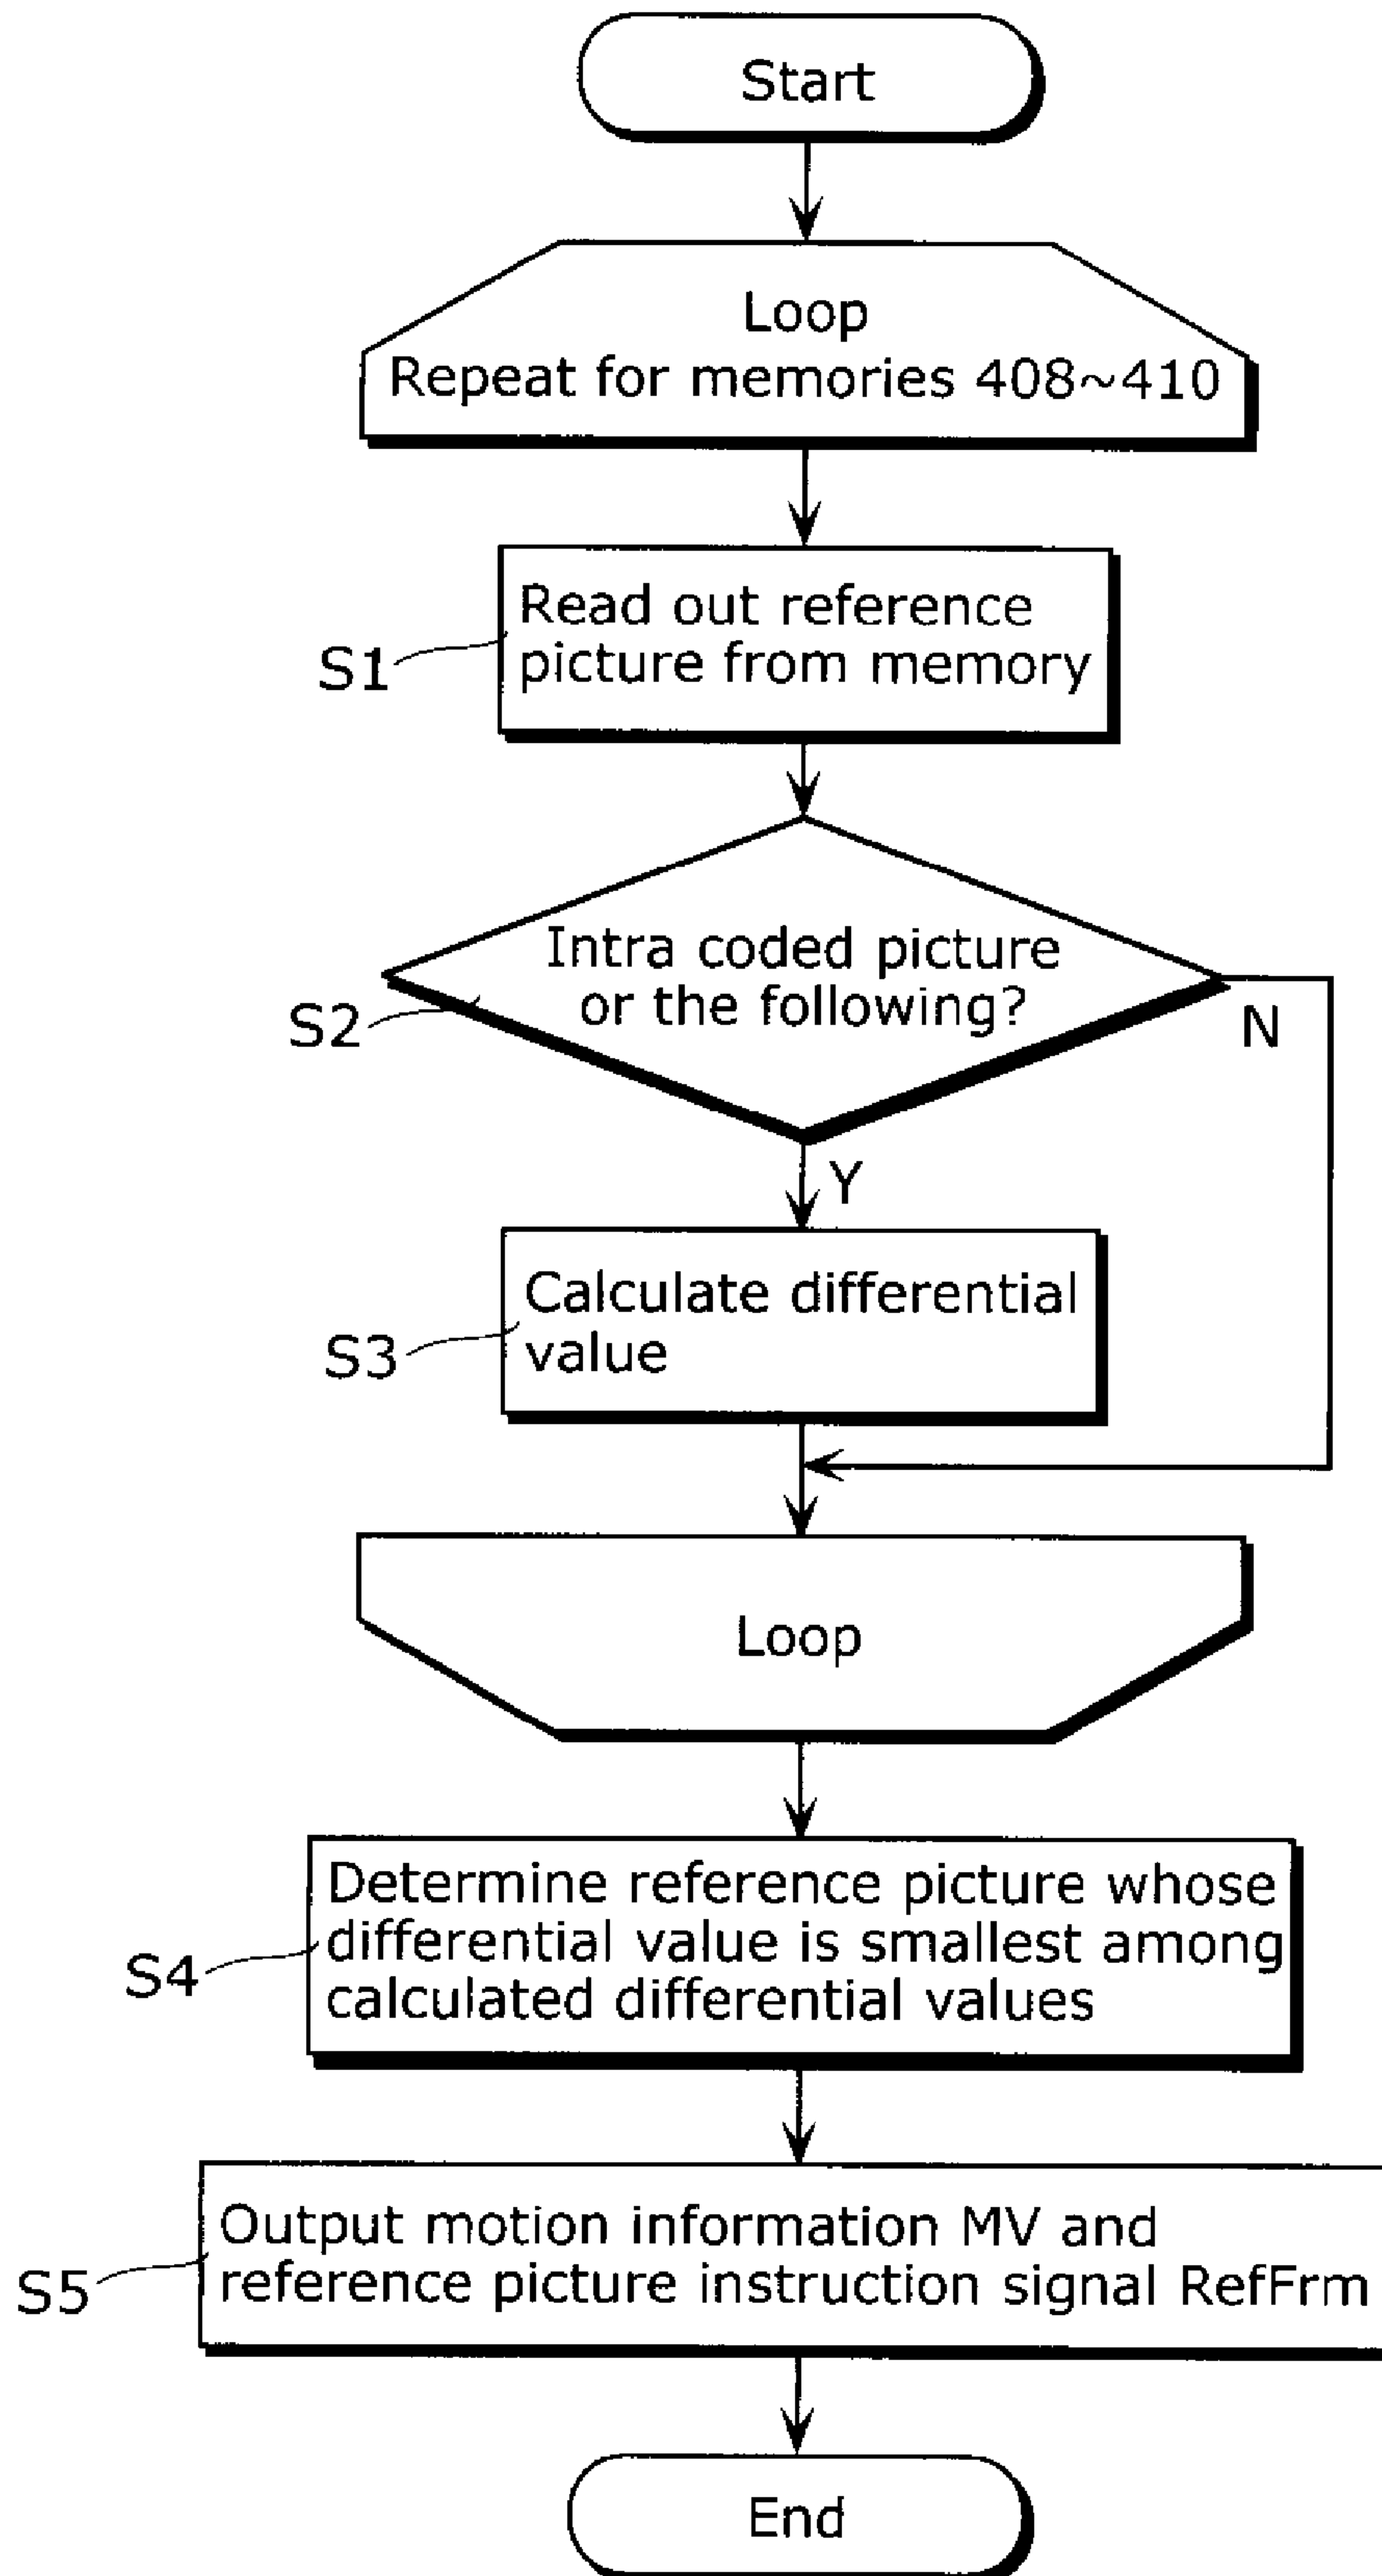 Start
Loop
Repeat for memories 408~410
Read out reference
picture from memory
S1
Intra coded picture
or the following?
S2
N
Y
Calculate differential
value
S3
Loop
Determine reference picture whose
differential value is smallest among
calculated differential values
S4
Output motion information MV and
reference picture instruction signal RefFrm
S5
End